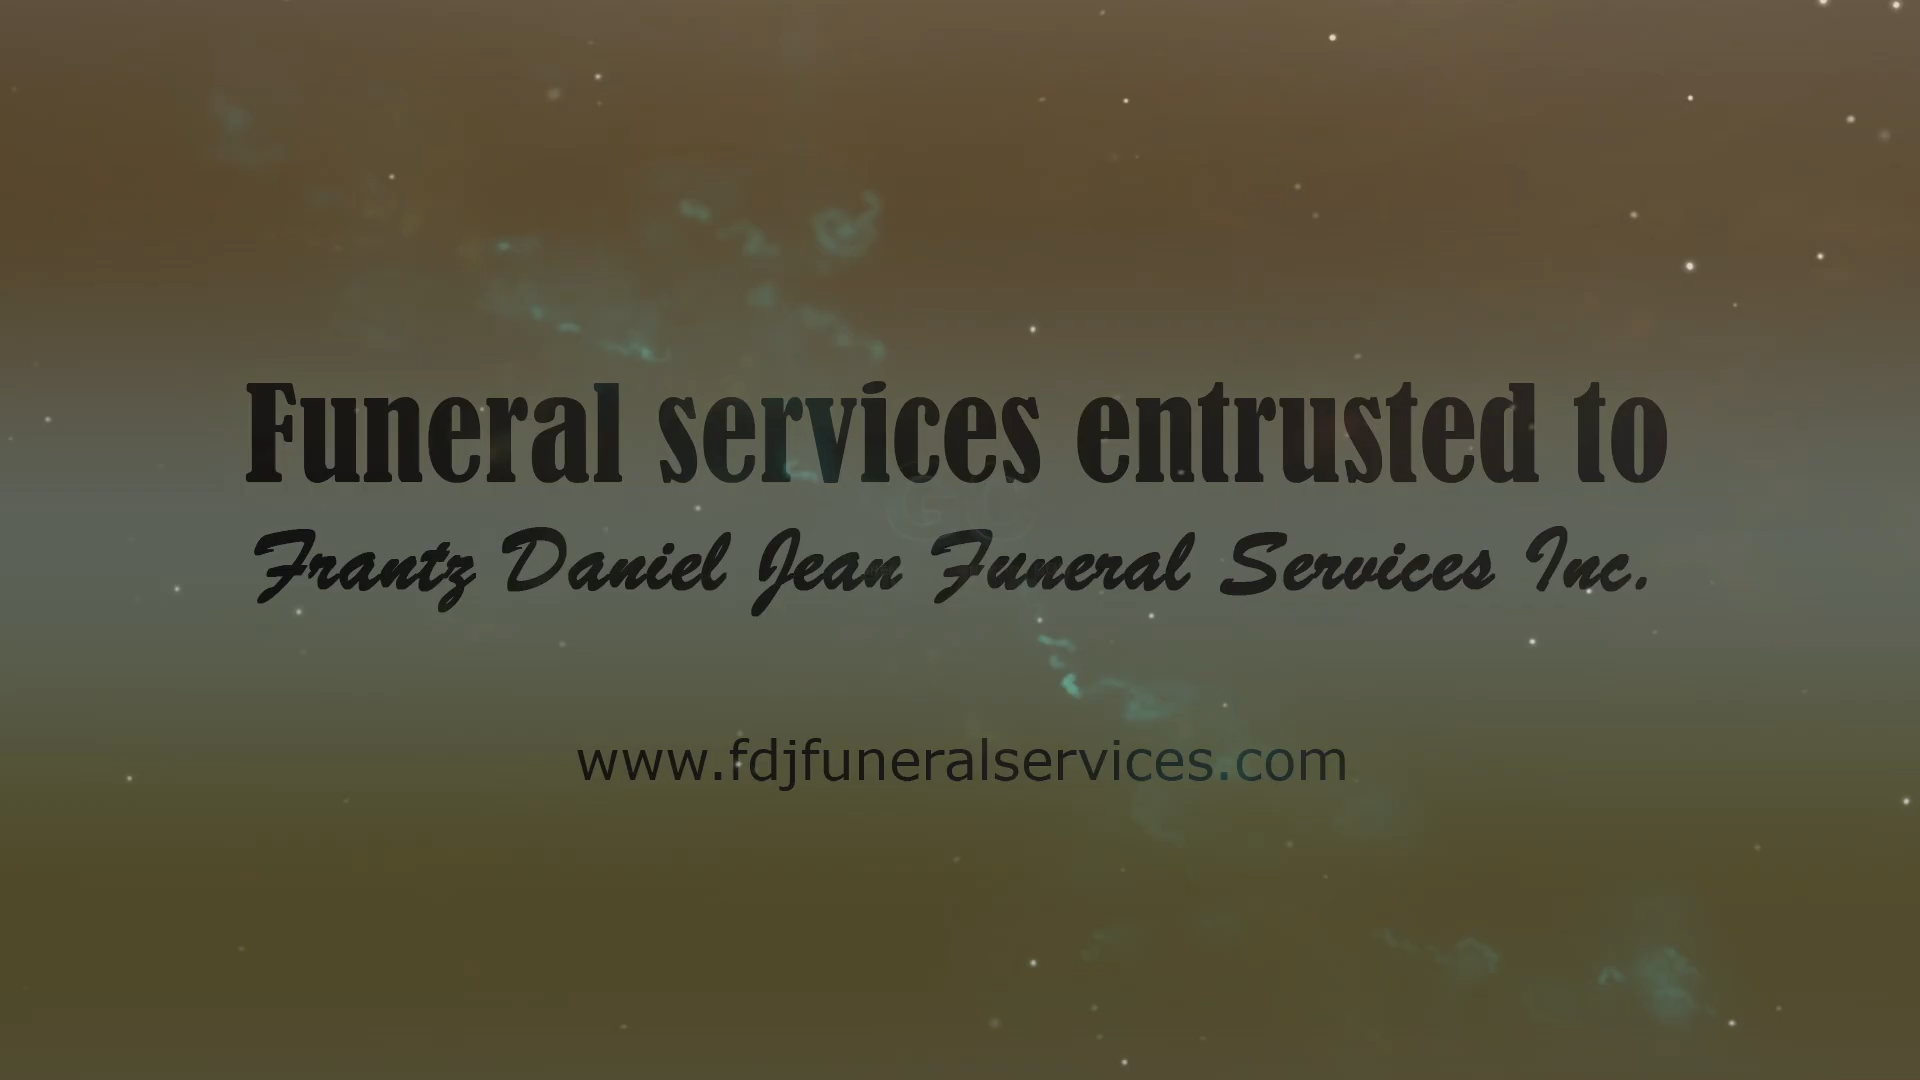 Funeral services entrusted to
Frantz Daniel Jean Funeral Services Inc.
www.fdjfuneralservices.com